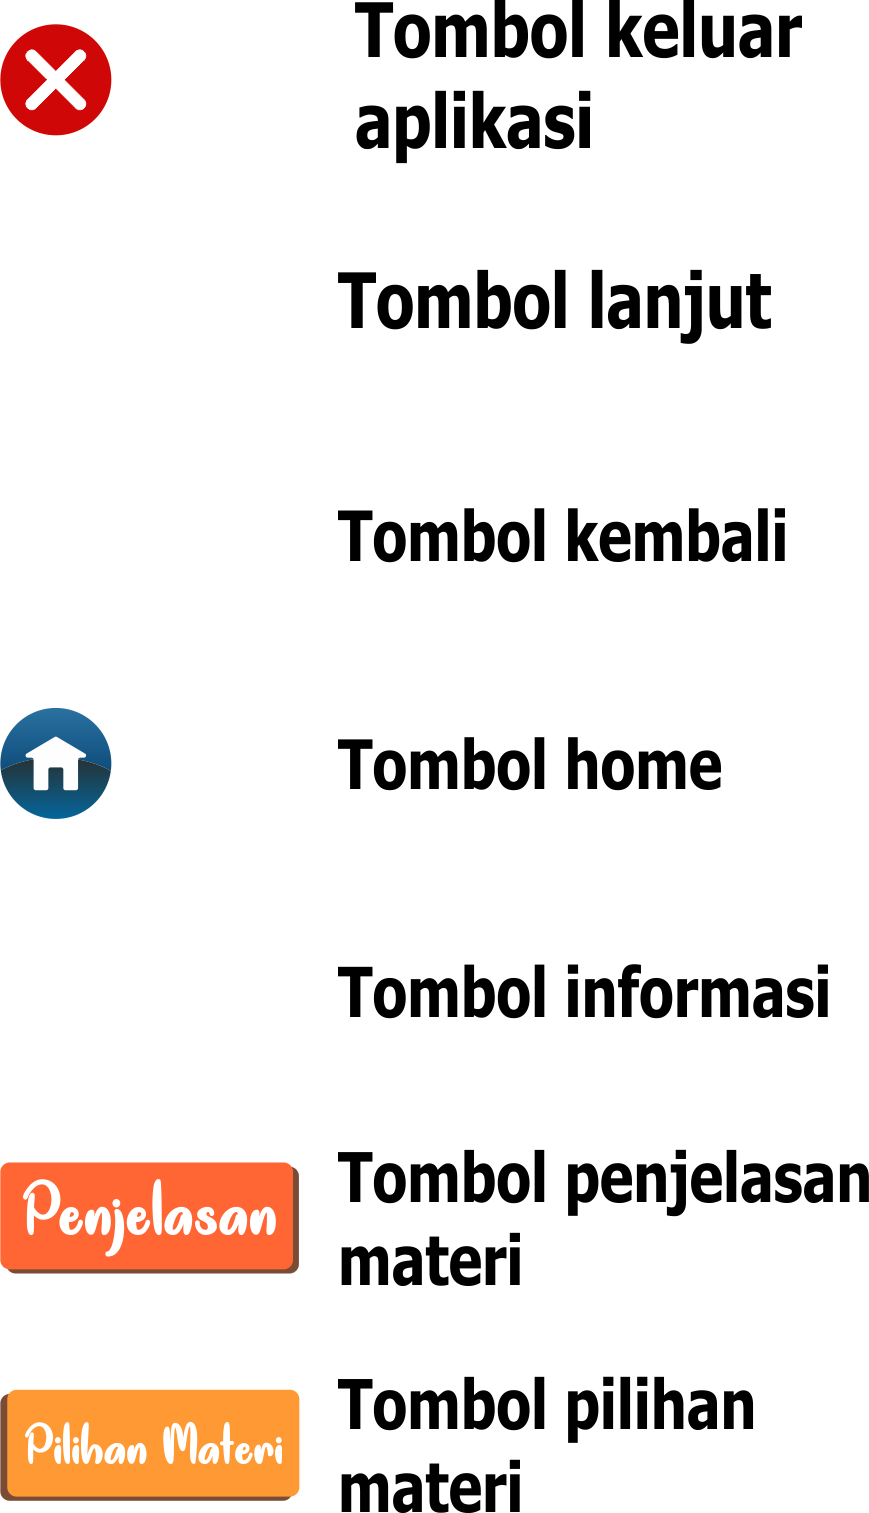 Tombol keluar
aplikasi
Tombol lanjut
Tombol kembali
Tombol home
Tombol informasi
Penjelasan
Tombol penjelasan
materi
Pilihan Materi
Tombol pilihan
materi